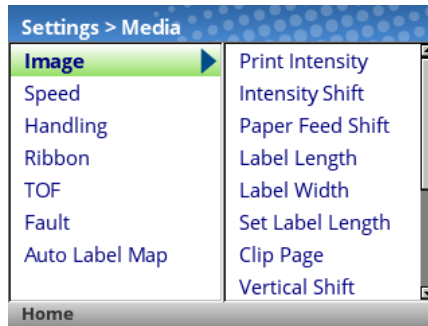 Settings > Media
Image
Speed
Handling
Ribbon
TOF
Fault
Auto Label Map
Print Intensity
Intensity Shift
Paper Feed Shift
Label Length
Label Width
Set Label Length
Clip Page
Vertical Shift
Home